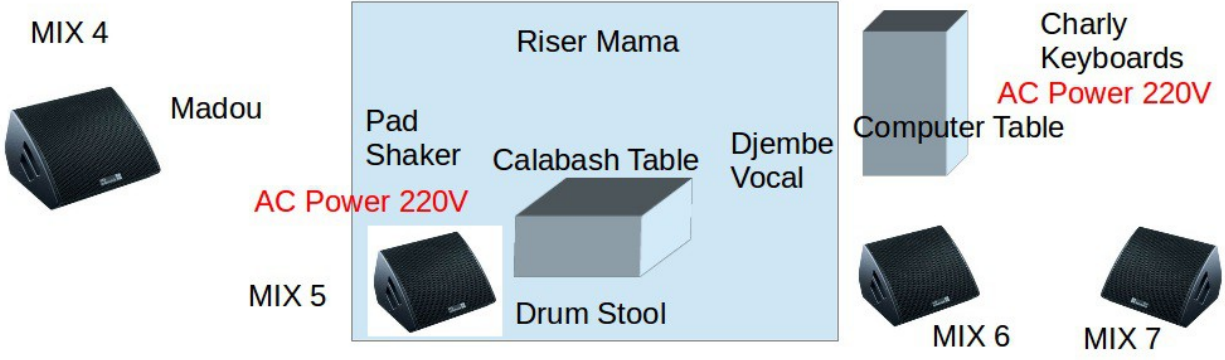 MIX 4
Madou
Riser Mama
Pad
Shaker
Calabash Table
Djembe
Vocal
AC Power 220V
MIX 5
Drum Stool
Charly
Keyboards
AC Power 220V
Computer Table
MIX 6
MIX 7